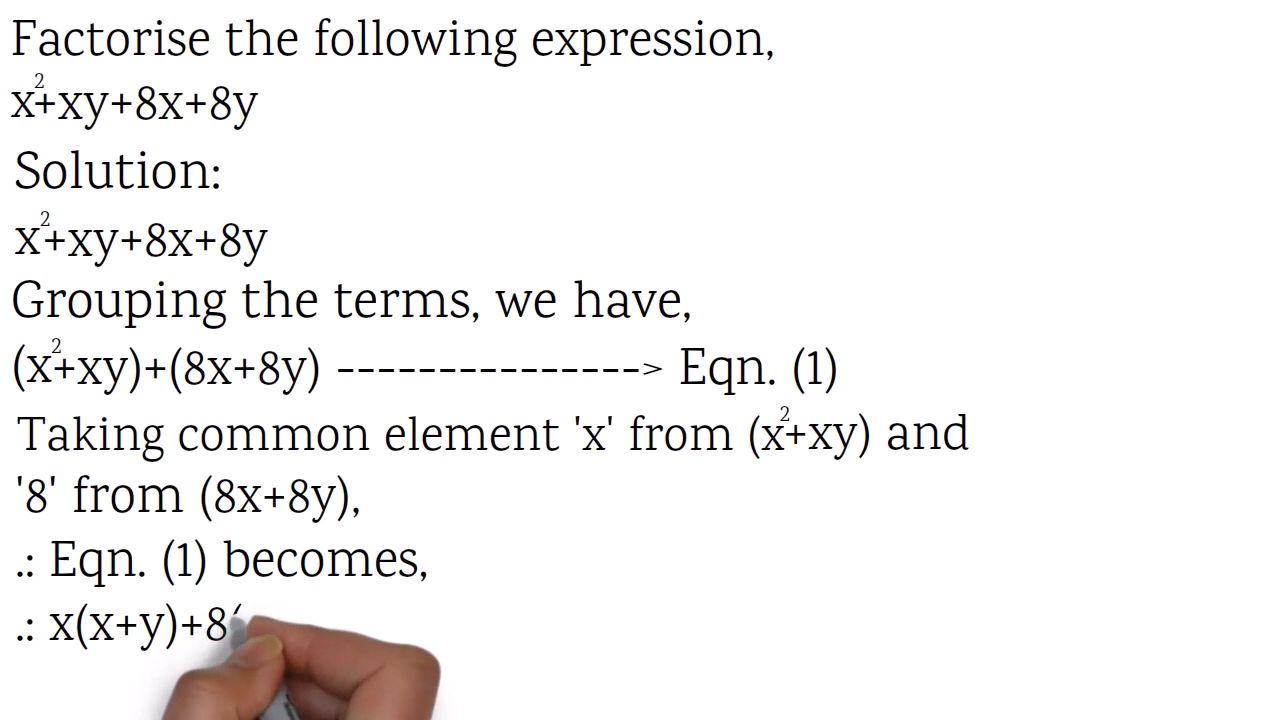 Factorise the following expression,
x²+xy+8x+8y
Solution:
x²+xy+8x+8y
Grouping the terms, we have,
(x²+xy)+(8x+8y) ---------------> Eqn. (1)
Taking common element 'x' from (x²+xy) and
'8' from (8x+8y),
.: Eqn. (1) becomes,
.: x(x+y)+8(